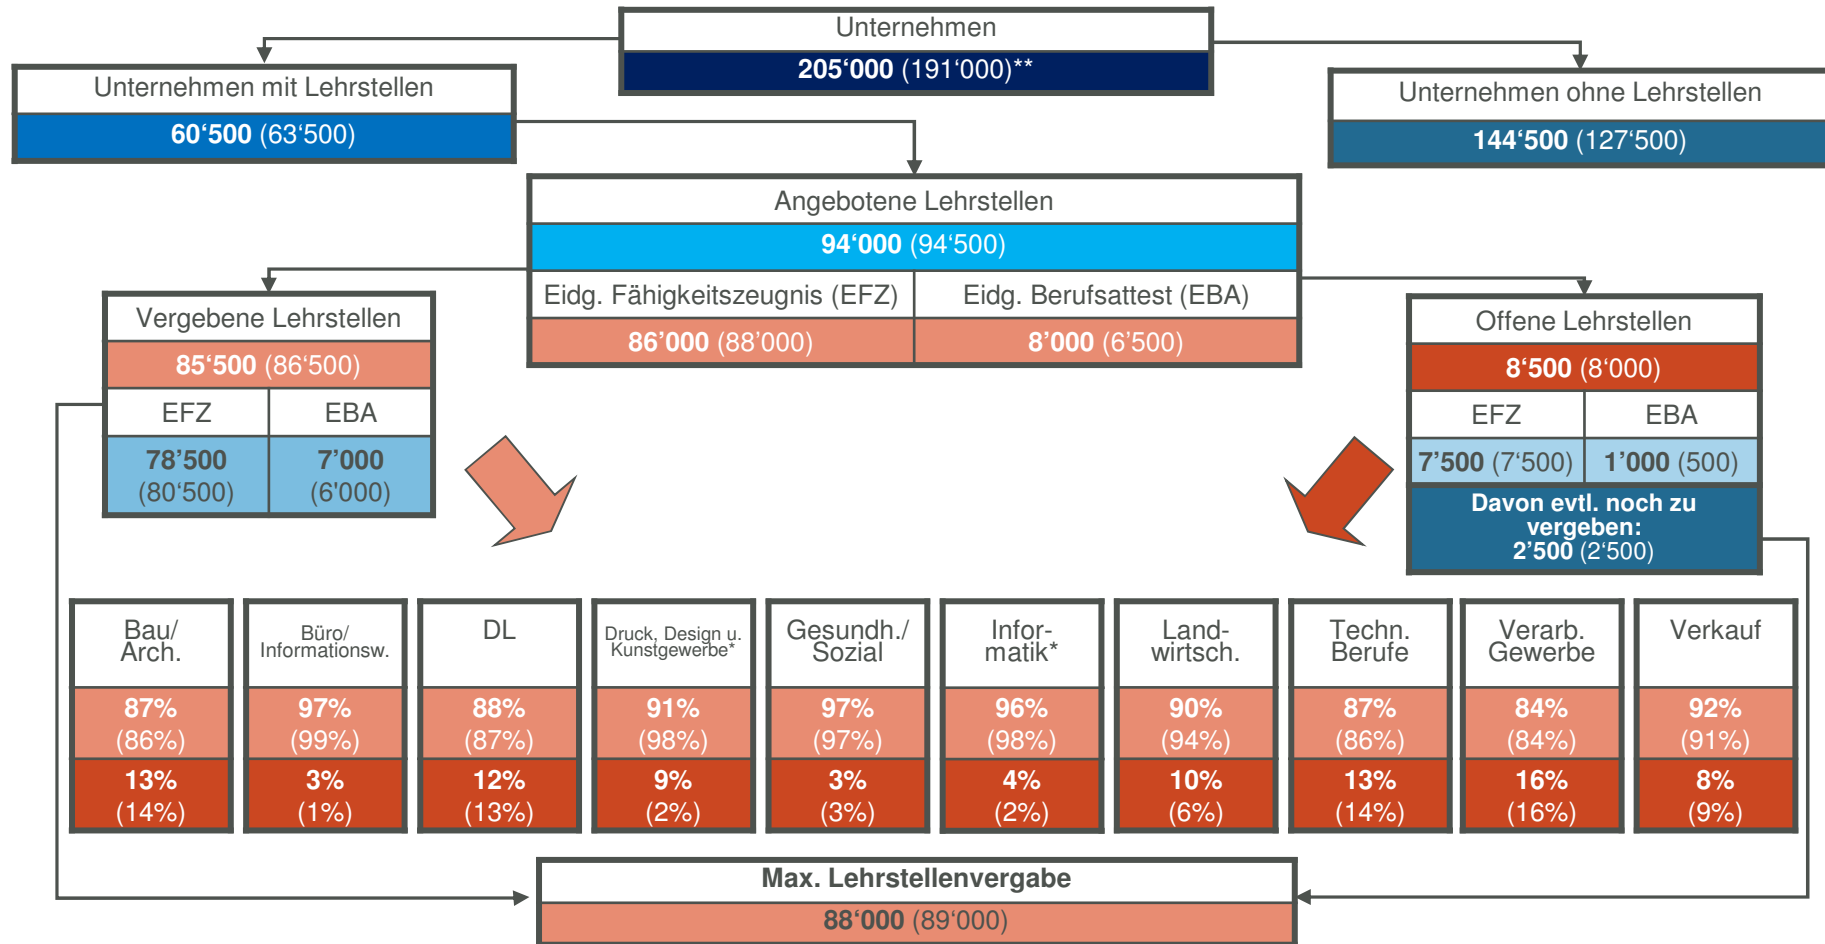 Unternehmen
205‘000 (191‘000)**
Unternehmen mit Lehrstellen
60‘500 (63‘500)
Unternehmen ohne Lehrstellen
144‘500 (127‘500)
Angebotene Lehrstellen
94‘000 (94‘500)
Eidg. Fähigkeitszeugnis (EFZ)
Eidg. Berufsattest (EBA)
86’000 (88’000)
8’000 (6’500)
Vergebene Lehrstellen
85‘500 (86‘500)
EFZ
EBA
78’500
(80‘500)
7’000
(6’000)
Offene Lehrstellen
8‘500 (8‘000)
EFZ
EBA
7’500 (7’500)
1’000 (500)
Davon evtl. noch zu
vergeben:
2’500 (2‘500)
Bau/
Arch.
87%
(86%)
13%
(14%)
Büro/
Informationsw.
97%
(99%)
3%
(1%)
DL
88%
(87%)
12%
(13%)
Druck, Design u.
Kunstgewerbe*
91%
(98%)
9%
(2%)
Gesundh./
Sozial
97%
(97%)
3%
(3%)
Infor-
matik*
96%
(98%)
4%
(2%)
Land-
wirtsch.
90%
(94%)
10%
(6%)
Techn.
Berufe
87%
(86%)
13%
(14%)
Verarb.
Gewerbe
84%
(84%)
16%
(16%)
Verkauf
92%
(91%)
8%
(9%)
Max. Lehrstellenvergabe
88‘000 (89‘000)